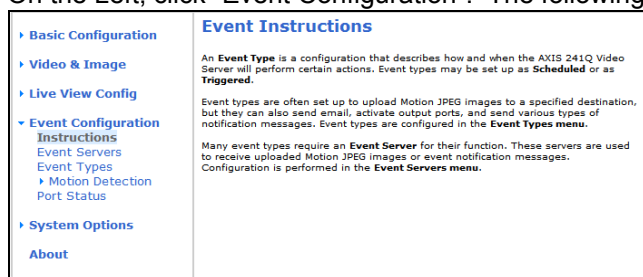 On the Left, click "Event Configuration". The following
Basic Configuration
Video & Image
Live View Config
Event Configuration
Instructions
Event Servers
Event Types
Motion Detection
Port Status
System Options
About
Event Instructions
An Event Type is a configuration that describes how and when the AXIS 241Q Video
Server will perform certain actions. Event types may be set up as Scheduled or as
Triggered.
Event types are often set up to upload Motion JPEG images to a specified destination,
but they can also send email, activate output ports, and send various types of
notification messages. Event types are configured in the Event Types menu.
Many event types require an Event Server for their function. These servers are used
to receive uploaded Motion JPEG images or event notification messages.
Configuration is performed in the Event Servers menu.